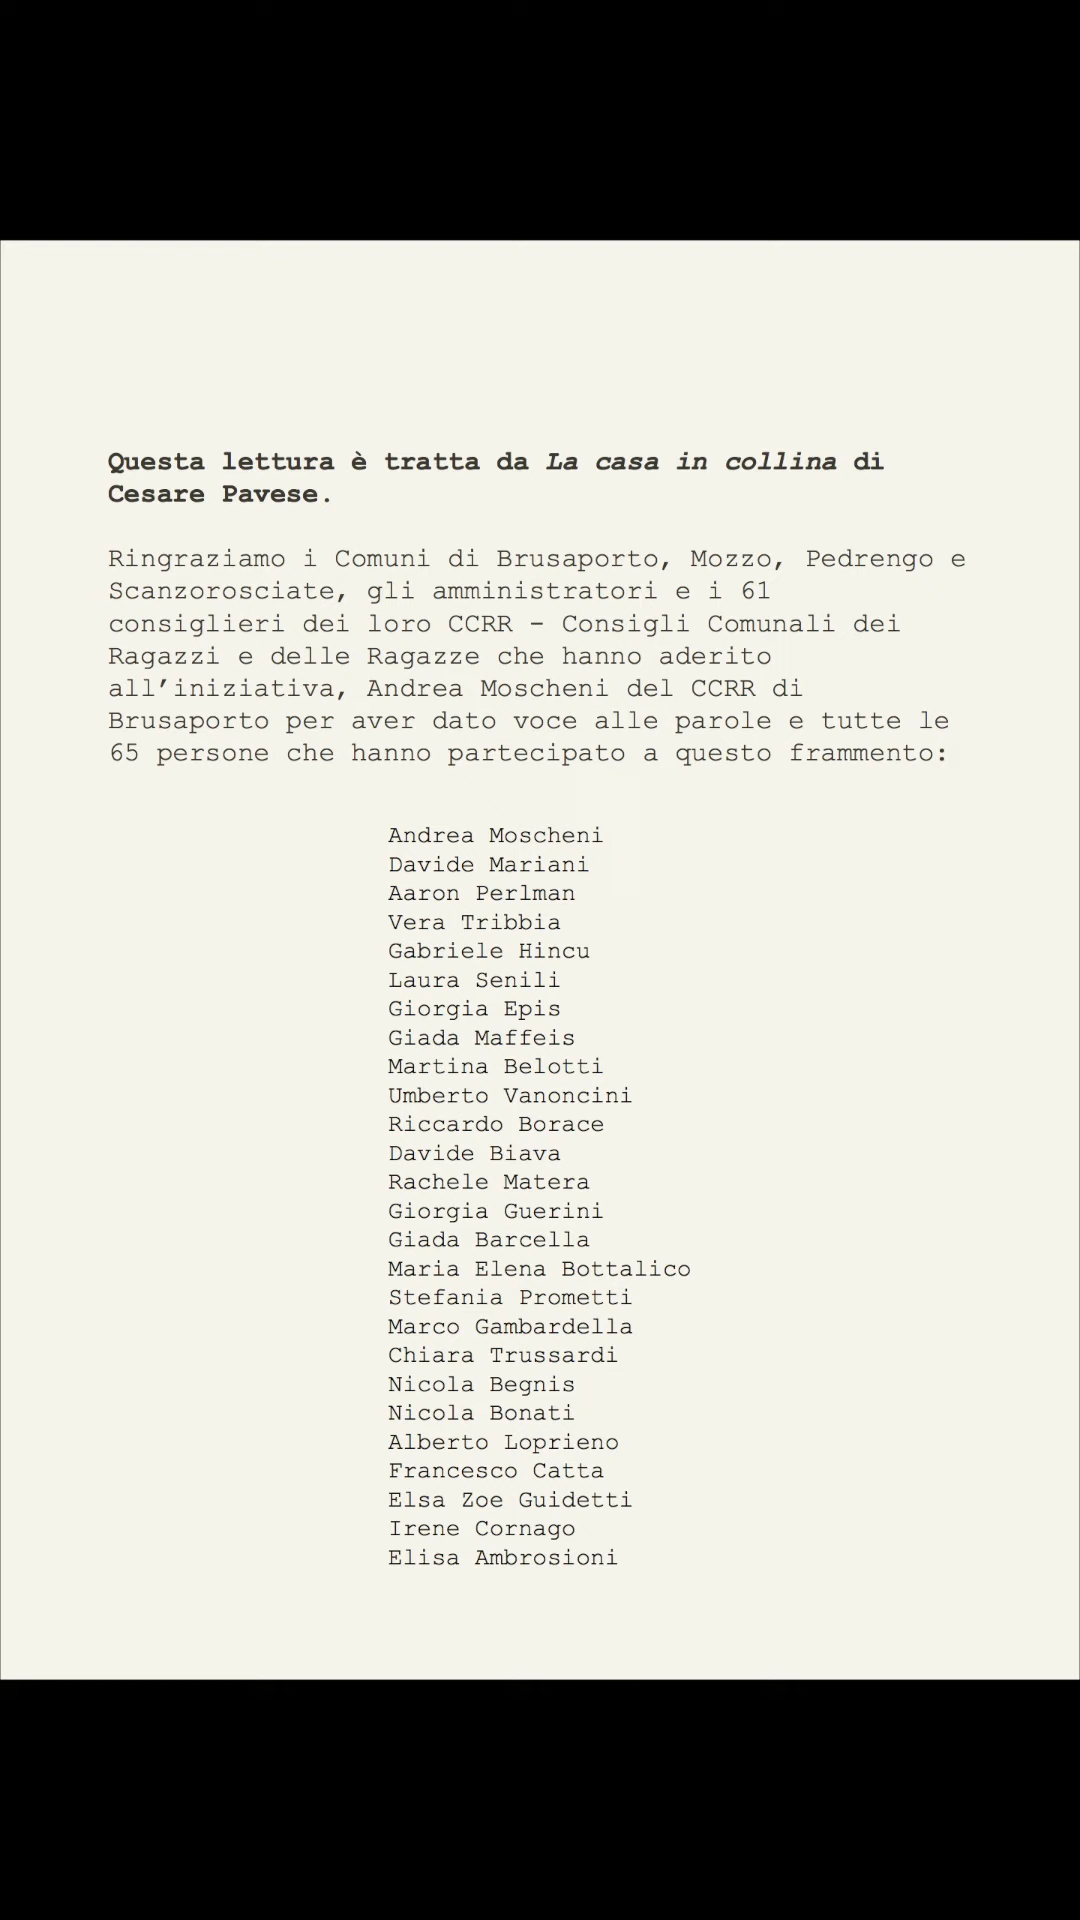 Questa lettura è tratta da La casa in collina di
Cesare Pavese.
Ringraziamo i Comuni di Brusaporto, Mozzo, Pedrengo e
Scanzorosciate, gli amministratori e i 61
consiglieri dei loro CCRR - Consigli Comunali dei
Ragazzi e delle Ragazze che hanno aderito
all’iniziativa, Andrea Moscheni del CCRR di
Brusaporto per aver dato voce alle parole e tutte le
65 persone che hanno partecipato a questo frammento:
Andrea Moscheni
Davide Mariani
Aaron Perlman
Vera Tribbia
Gabriele Hincu
Laura Senili
Giorgia Epis
Giada Maffeis
Martina Belotti
Umberto Vanoncini
Riccardo Borace
Davide Biava
Rachele Matera
Giorgia Guerini
Giada Barcella
Maria Elena Bottalico
Stefania Prometti
Marco Gambardella
Chiara Trussardi
Nicola Begnis
Nicola Bonati
Alberto Loprieno
Francesco Catta
Elsa Zoe Guidetti
Irene Cornago
Elisa Ambrosioni